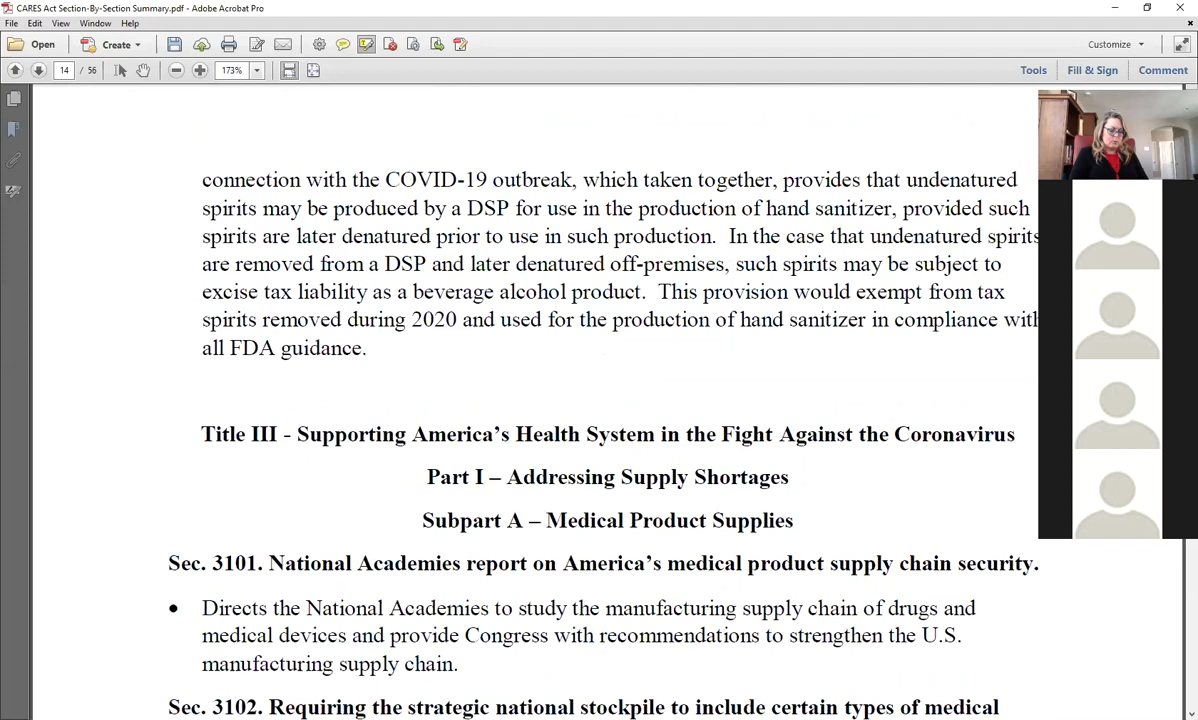 CARES Act Section-By-Section Summary.pdf - Adobe Acrobat Pro
File Edit View Window Help
Open Create Customize
14 / 56 173% Tools Fill & Sign Comment
connection with the COVID-19 outbreak, which taken together, provides that undenatured
spirits may be produced by a DSP for use in the production of hand sanitizer, provided such
spirits are later denatured prior to use in such production. In the case that undenatured spirits
are removed from a DSP and later denatured off-premises, such spirits may be subject to
excise tax liability as a beverage alcohol product. This provision would exempt from tax
spirits removed during 2020 and used for the production of hand sanitizer in compliance with
all FDA guidance.
Title III - Supporting America’s Health System in the Fight Against the Coronavirus
Part I – Addressing Supply Shortages
Subpart A – Medical Product Supplies
Sec. 3101. National Academies report on America’s medical product supply chain security.
• Directs the National Academies to study the manufacturing supply chain of drugs and
medical devices and provide Congress with recommendations to strengthen the U.S.
manufacturing supply chain.
Sec. 3102. Requiring the strategic national stockpile to include certain types of medical